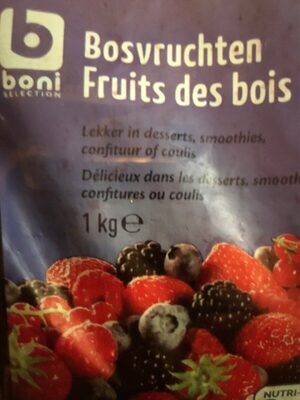 boni
SELECTION
Bosvruchten
Fruits des bois
Lekker in desserts, smoothies,
confituur of coulis
Délicieux dans les desserts, smooth
confitures ou coulis
1 kg ℮
NUTRI-